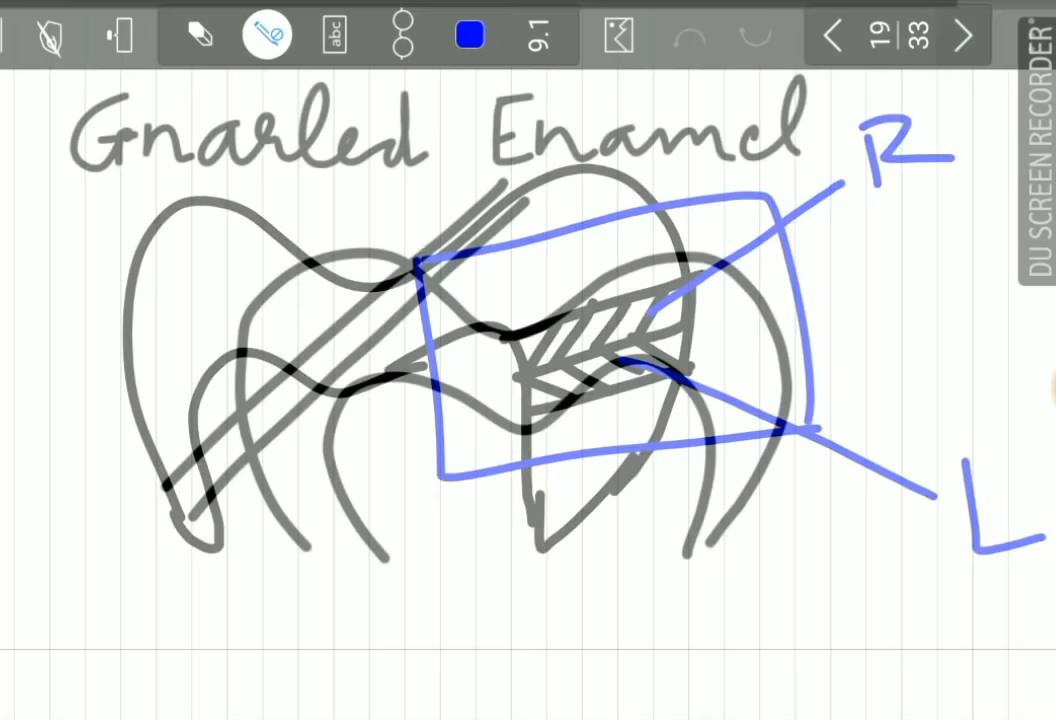 abc
9.1
19
33
DU SCREEN RECORDER
Gnarled Enamel
R
L